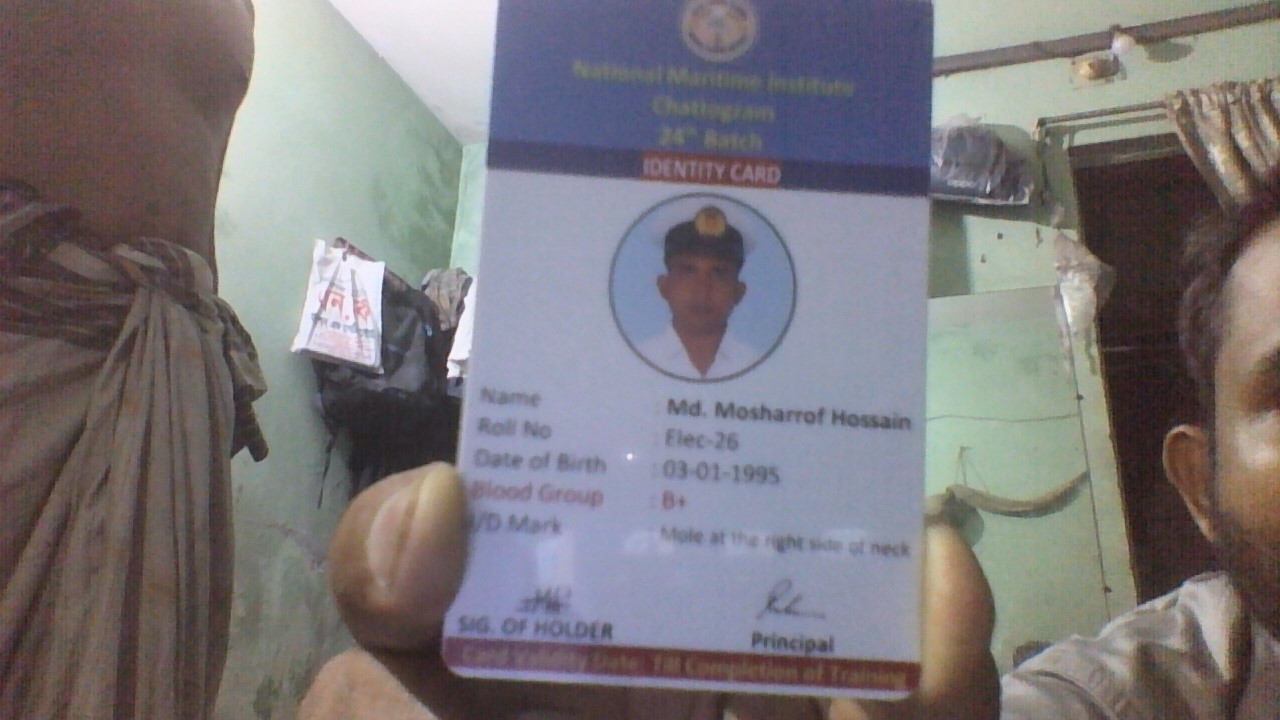 National Maritime Institute
Chattogram
24th Batch
IDENTITY CARD
Name : Md. Mosharrof Hossain
Roll No : Elec-26
Date of Birth : 03-01-1995
Blood Group : B+
I/D Mark : Mole at the right side of neck
SIG. OF HOLDER
Principal
Card Validity Date: Till Completion of Training